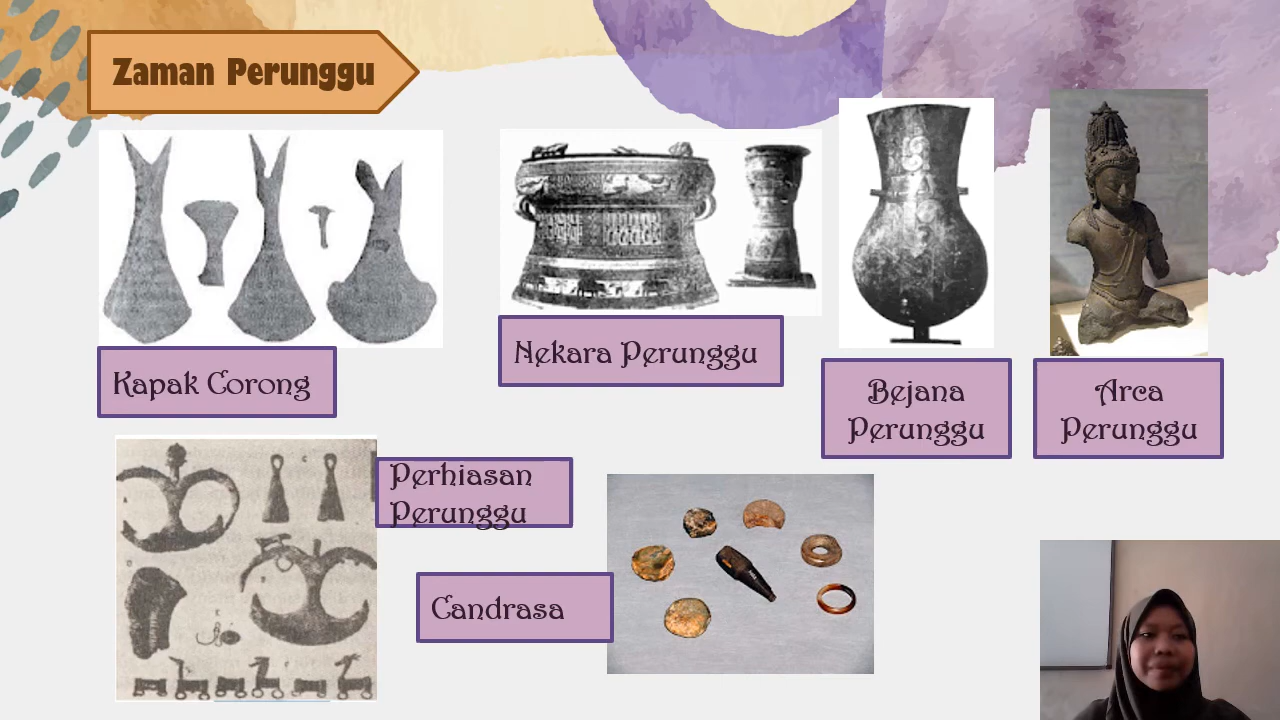 Zaman Perunggu
Kapak Corong
Nekara Perunggu
Bejana
Perunggu
Arca
Perunggu
Perhiasan
Perunggu
Candrasa